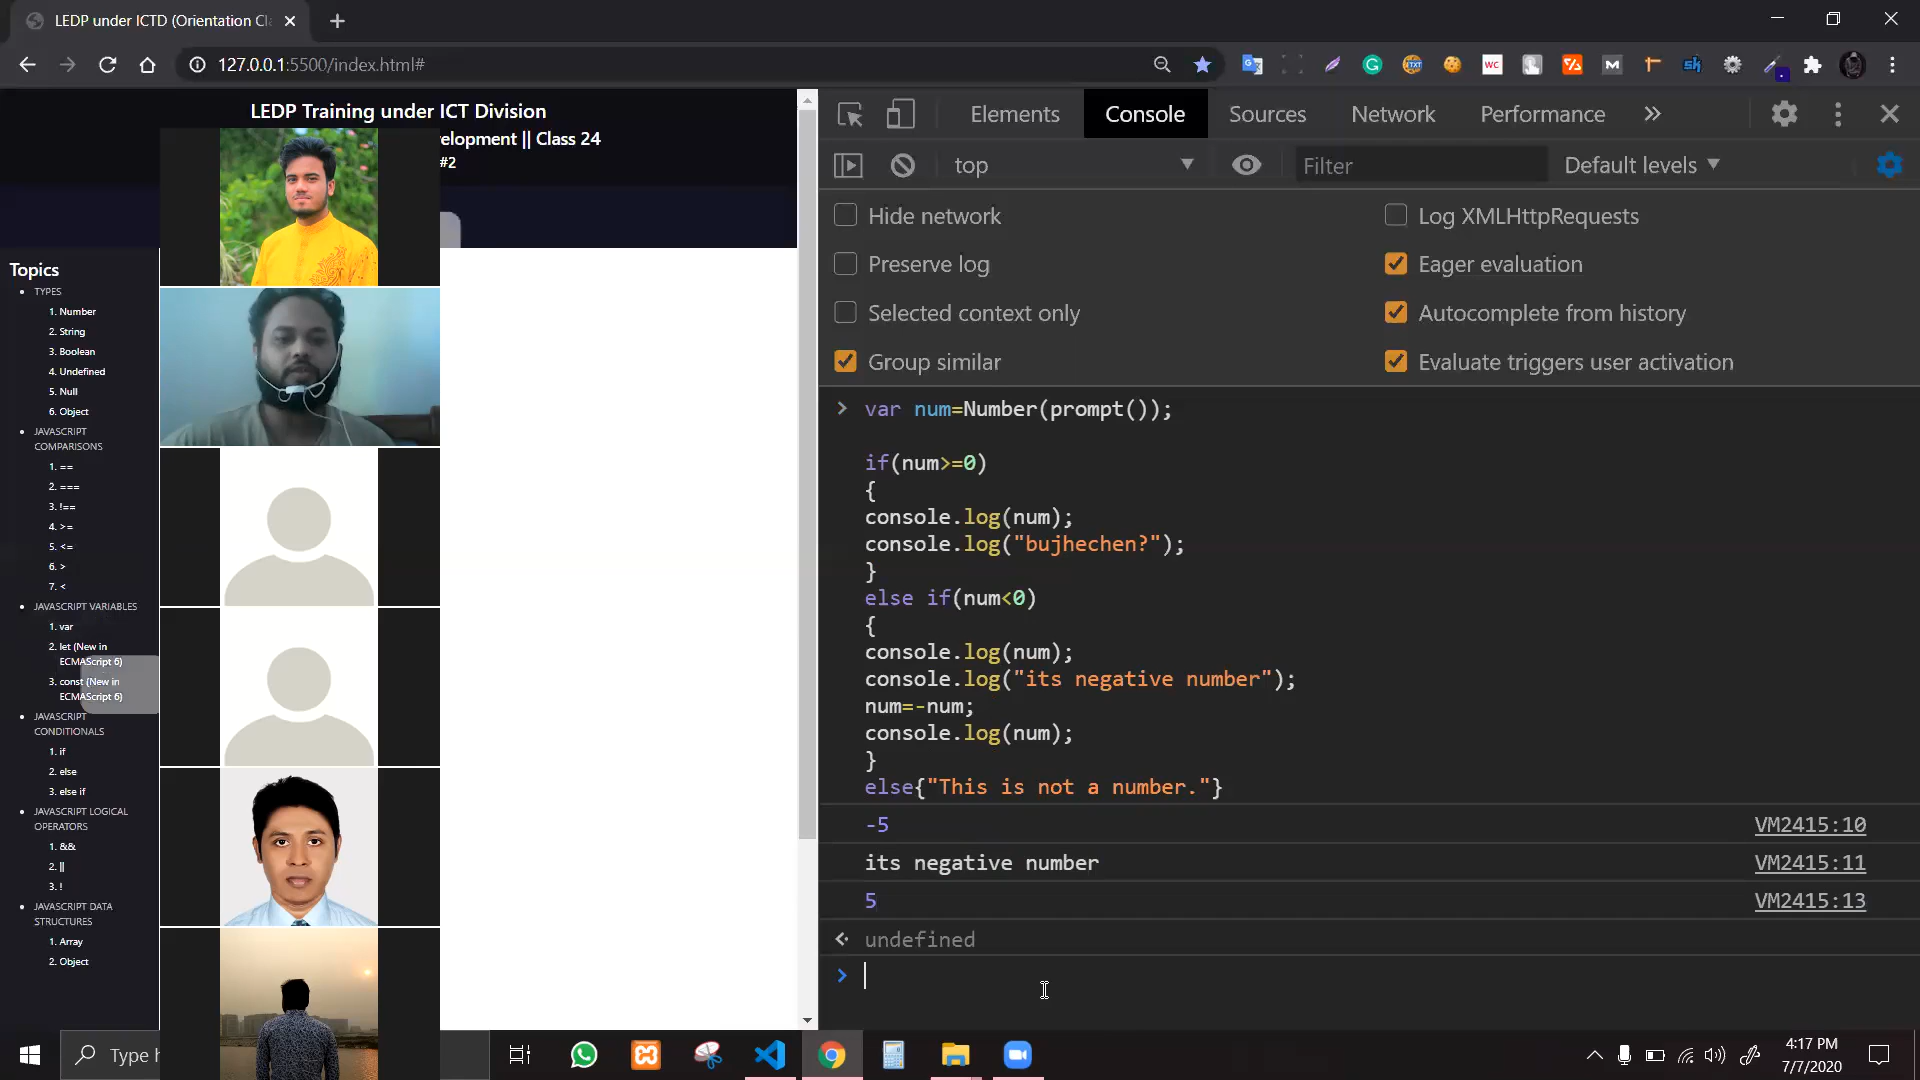 LEDP under ICTD (Orientation Cl
127.0.0.1:5500/index.html#
LEDP Training under ICT Division
elopment || Class 24
#2
Topics
TYPES
1. Number
2. String
3. Boolean
4. Undefined
5. Null
6. Object
JAVASCRIPT
COMPARISONS
1. ==
2. ===
3. !==
4. >=
5. <=
6. >
7. <
JAVASCRIPT VARIABLES
1. var
2. let (New in
ECMAScript 6)
3. const (New in
ECMAScript 6)
JAVASCRIPT
CONDITIONALS
1. if
2. else
3. else if
JAVASCRIPT LOGICAL
OPERATORS
1. &&
2. ||
3. !
JAVASCRIPT DATA
STRUCTURES
1. Array
2. Object
Elements
Console
Sources
Network
Performance
top
Filter
Default levels
Hide network
Log XMLHttpRequests
Preserve log
Eager evaluation
Selected context only
Autocomplete from history
Group similar
Evaluate triggers user activation
var num=Number(prompt());
if(num>=0)
{
console.log(num);
console.log("bujhechen?");
}
else if(num<0)
{
console.log(num);
console.log("its negative number");
num=-num;
console.log(num);
}
else{"This is not a number."}
-5 VM2415:10
its negative number VM2415:11
5 VM2415:13
undefined
Type h
4:17 PM
7/7/2020